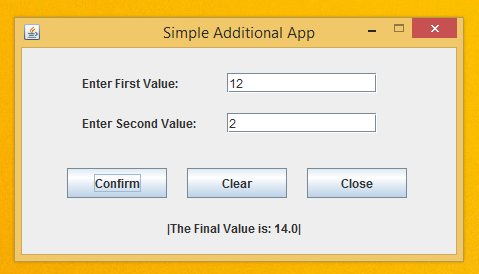 Simple Additional App
Enter First Value: 12
Enter Second Value: 2
Confirm Clear Close
|The Final Value is: 14.0|